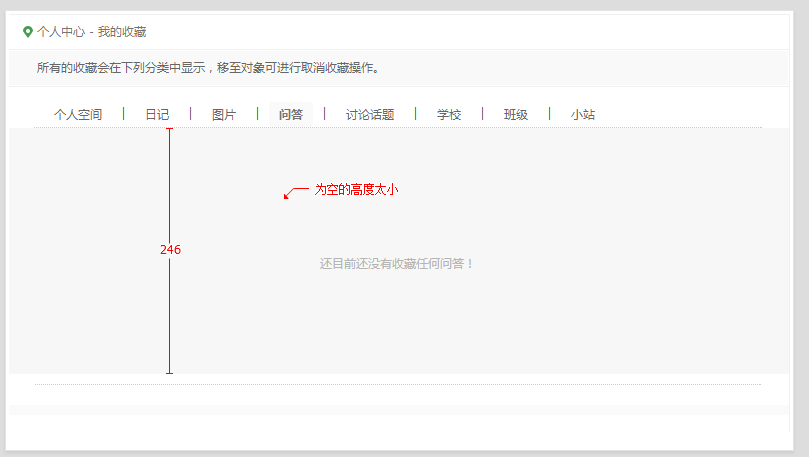 个人中心 - 我的收藏
所有的收藏会在下列分类中显示，移至对象可进行取消收藏操作。
个人空间 | 日记 | 图片 | 问答 | 讨论话题 | 学校 | 班级 | 小站
为空的高度太小
246
还目前还没有收藏任何问答！